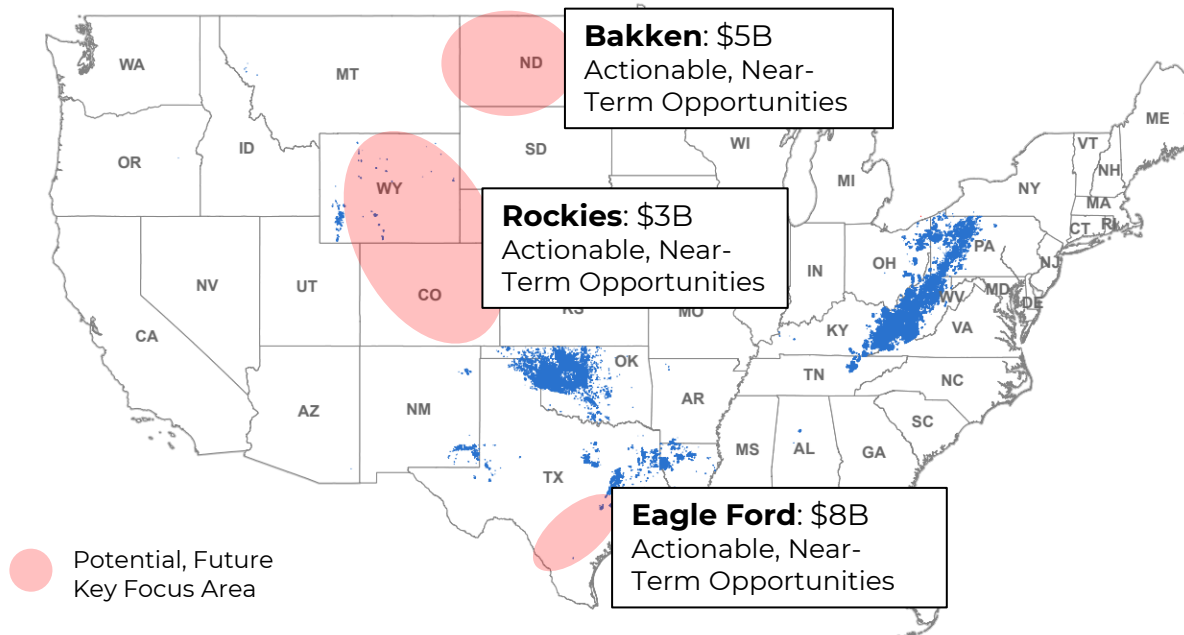 Bakken: $5B
Actionable, Near-
Term Opportunities
WA
MT
ND
ME
OR
ID
WY
SD
WI
MI
VT
NH
NY
MA
CT
RI
Rockies: $3B
Actionable, Near-
Term Opportunities
NV
UT
CO
KS
MO
IN
OH
PA
NJ
MD
DE
WV
VA
KY
CA
AZ
NM
OK
AR
TN
NC
SC
TX
MS
AL
GA
Eagle Ford: $8B
Actionable, Near-
Term Opportunities
Potential, Future
Key Focus Area